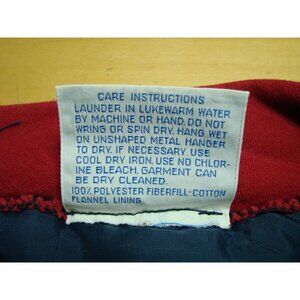 CARE INSTRUCTIONS
LAUNDER IN LUKEWARM WATER
BY MACHINE OR HAND. DO NOT
WRING OR SPIN DRY. HANG WET
ON UNSHAPED METAL HANGER
TO DRY. IF NECESSARY USE
COOL DRY IRON. USE NO CHLOR-
INE BLEACH. GARMENT CAN
BE DRY CLEANED.
100% POLYESTER FIBERFILL-COTTON
FLANNEL LINING